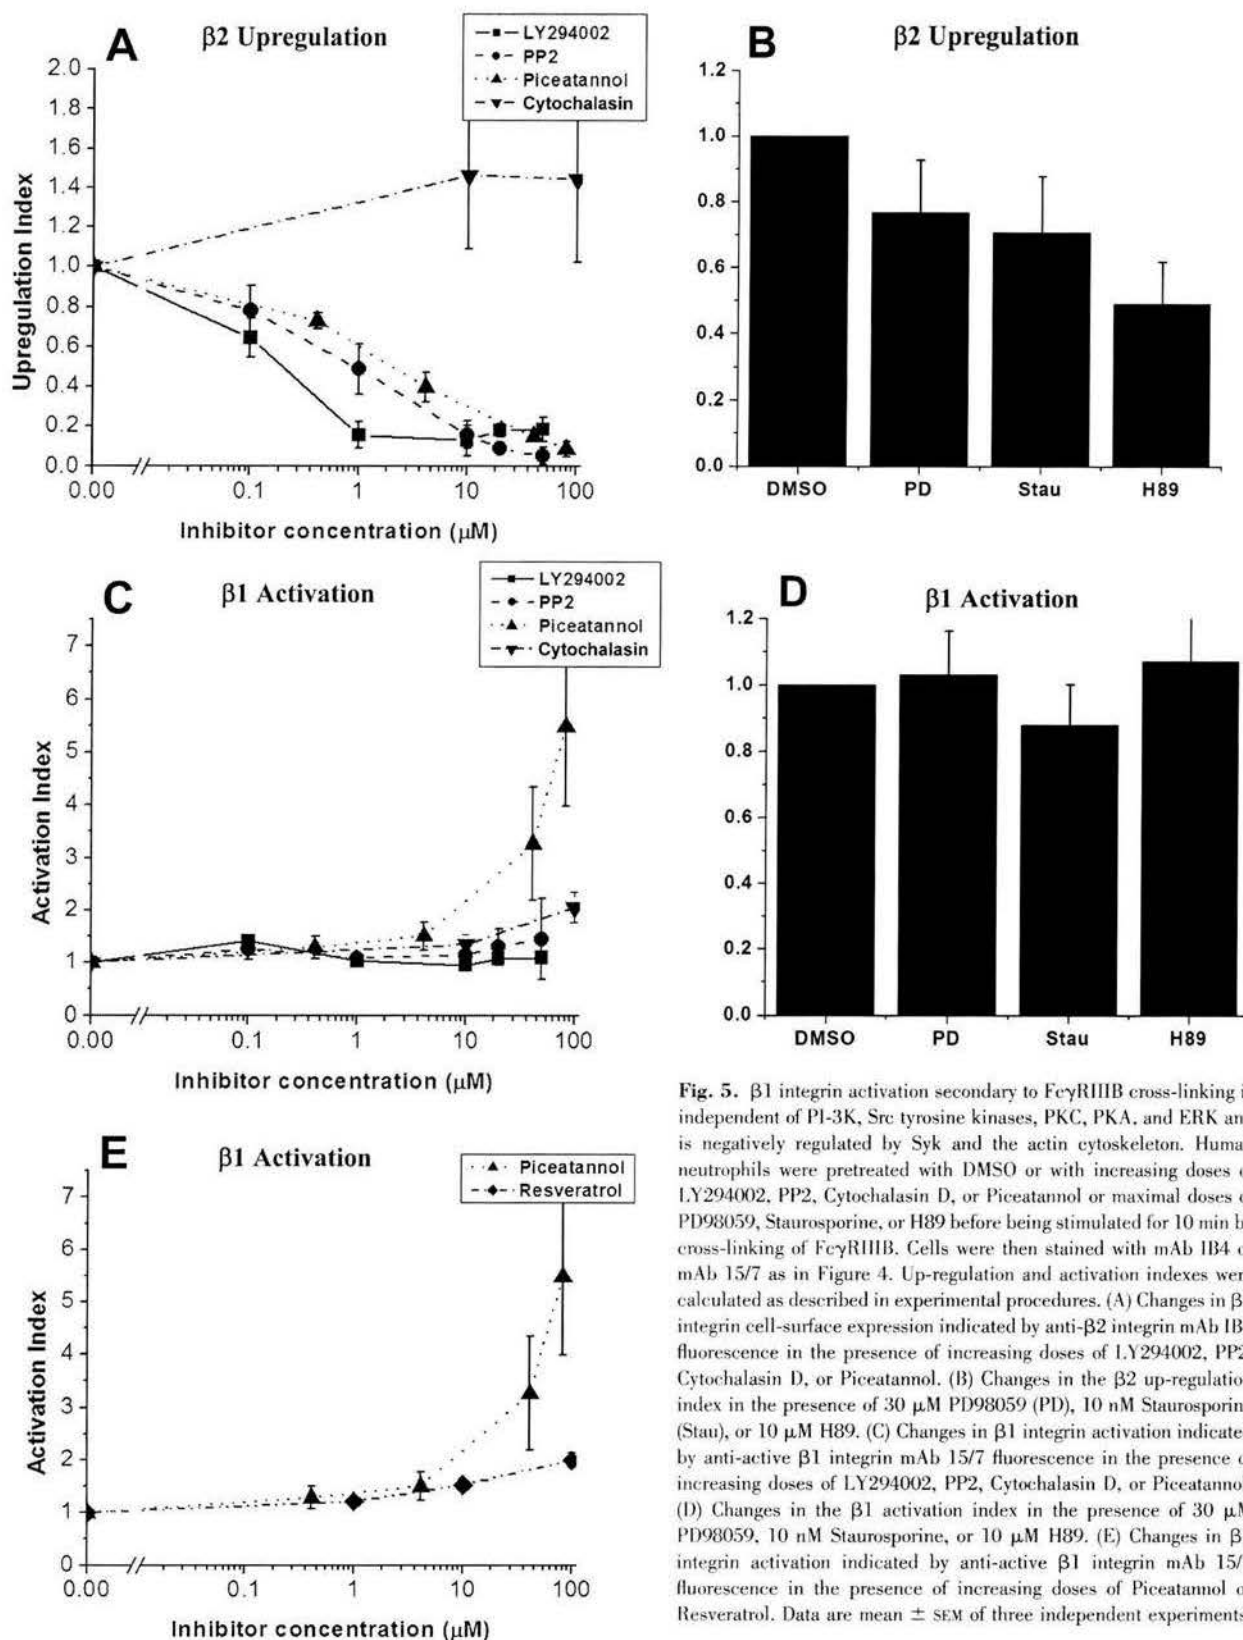 A
β2 Upregulation
LY294002
PP2
Piceatannol
Cytochalasin
2.0
1.8
1.6
1.4
1.2
1.0
0.8
0.6
0.4
0.2
0.0
Upregulation Index
0.00
0.1
1
10
100
Inhibitor concentration (μM)
B
β2 Upregulation
1.2
1.0
0.8
0.6
0.4
0.2
0.0
DMSO
PD
Stau
H89
C
β1 Activation
LY294002
PP2
Piceatannol
Cytochalasin
7
6
5
4
3
2
1
0
Activation Index
0.00
0.1
1
10
100
Inhibitor concentration (μM)
D
β1 Activation
1.2
1.0
0.8
0.6
0.4
0.2
0.0
DMSO
PD
Stau
H89
E
β1 Activation
Piceatannol
Resveratrol
7
6
5
4
3
2
1
0
Activation Index
0.00
0.1
1
10
100
Inhibitor concentration (μM)
Fig. 5. β1 integrin activation secondary to FcγRIIIB cross-linking i
independent of PI-3K, Src tyrosine kinases, PKC, PKA, and ERK an
is negatively regulated by Syk and the actin cytoskeleton. Huma
neutrophils were pretreated with DMSO or with increasing doses o
LY294002, PP2, Cytochalasin D, or Piceatannol or maximal doses o
PD98059, Staurosporine, or H89 before being stimulated for 10 min b
cross-linking of FcγRIIIB. Cells were then stained with mAb IB4 o
mAb 15/7 as in Figure 4. Up-regulation and activation indexes wer
calculated as described in experimental procedures. (A) Changes in β
integrin cell-surface expression indicated by anti-β2 integrin mAb IB
fluorescence in the presence of increasing doses of LY294002, PP2
Cytochalasin D, or Piceatannol. (B) Changes in the β2 up-regulatio
index in the presence of 30 μM PD98059 (PD), 10 nM Staurosporin
(Stau), or 10 μM H89. (C) Changes in β1 integrin activation indicate
by anti-active β1 integrin mAb 15/7 fluorescence in the presence o
increasing doses of LY294002, PP2, Cytochalasin D, or Piceatannol
(D) Changes in the β1 activation index in the presence of 30 μM
PD98059, 10 nM Staurosporine, or 10 μM H89. (E) Changes in β
integrin activation indicated by anti-active β1 integrin mAb 15/
fluorescence in the presence of increasing doses of Piceatannol o
Resveratrol. Data are mean ± SEM of three independent experiments